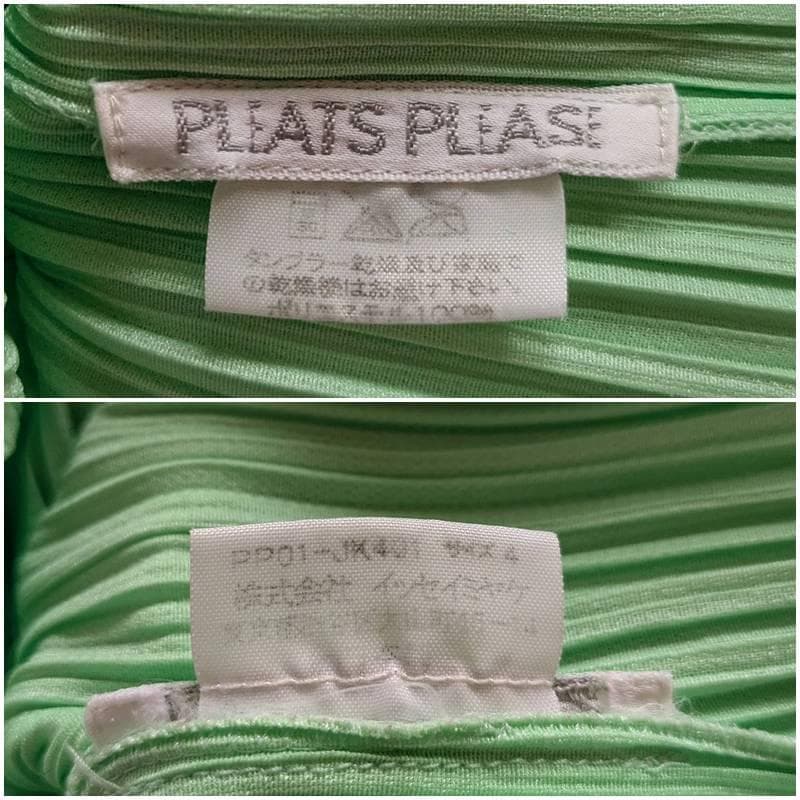 PLEATS PLEASE
30
タンブラー乾燥及び家庭で
の乾燥機はお避け下さい。
ポリエステル100%
PP01-JK401 サイズ4
株式会社 イッセイミヤケ